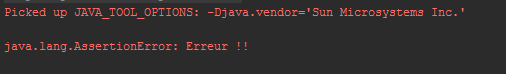 Picked up JAVA_TOOL_OPTIONS: -Djava.vendor='Sun Microsystems Inc.'
java.lang.AssertionError: Erreur !!